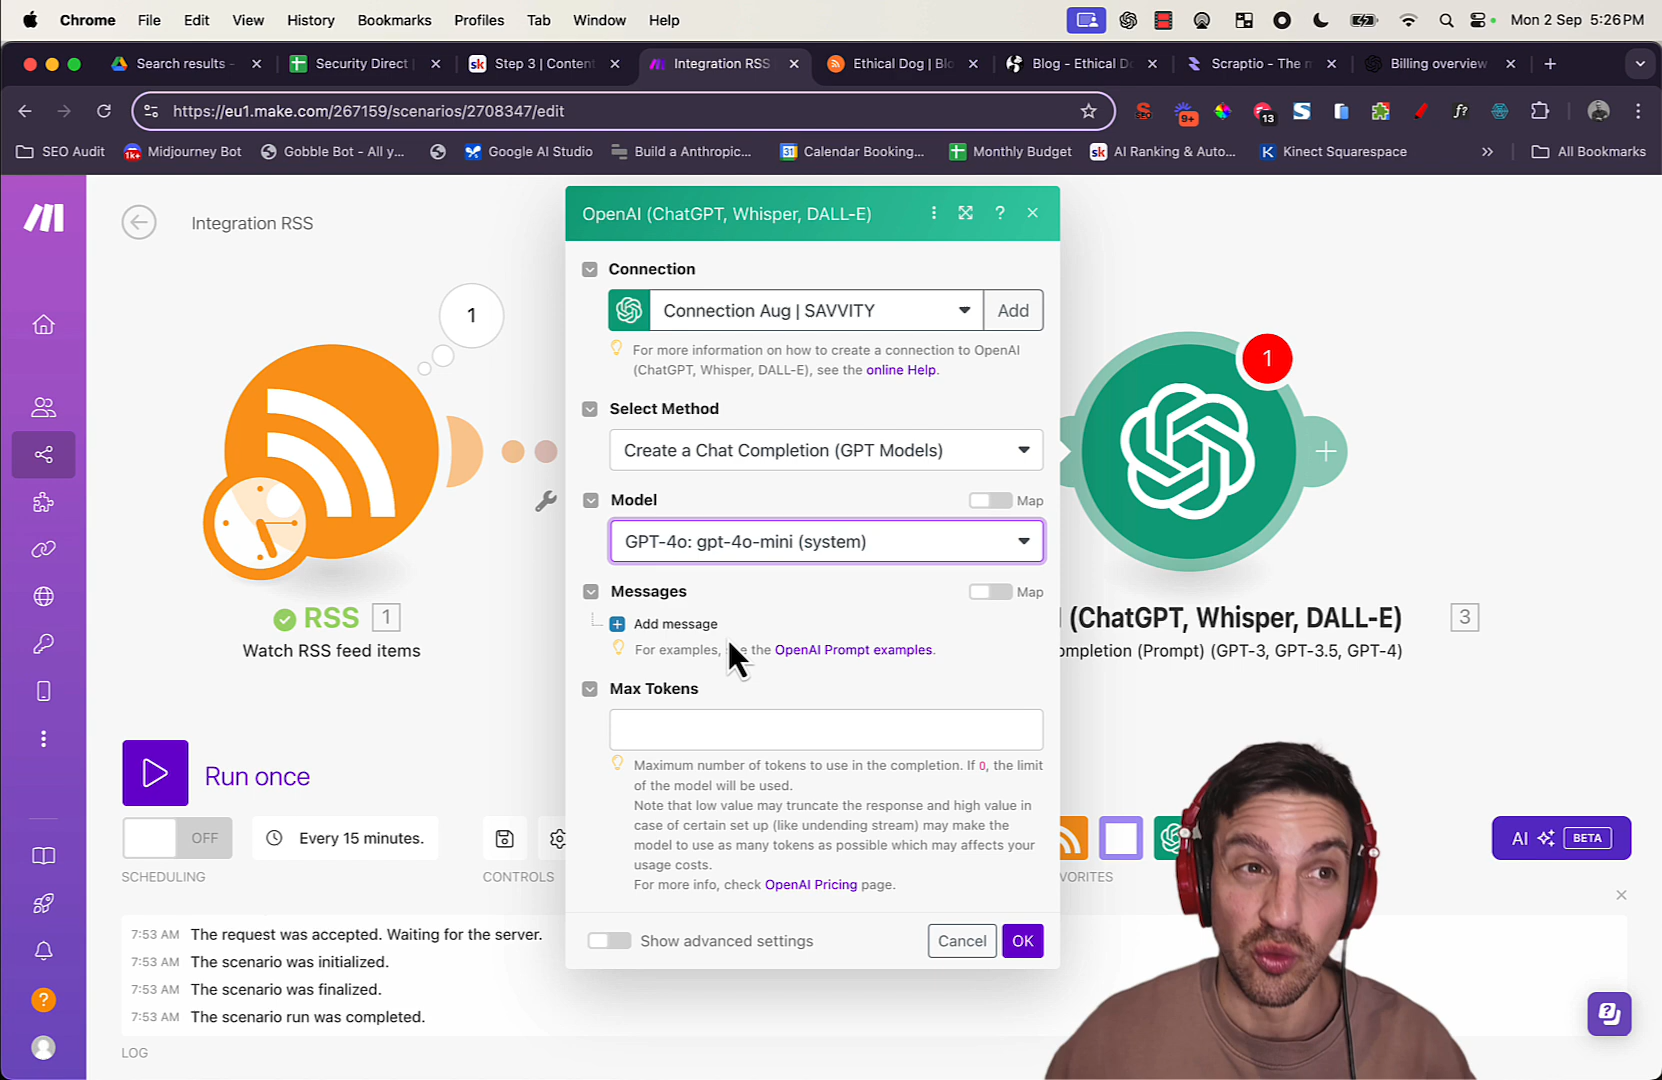 Chrome File Edit View History Bookmarks Profiles Tab Window Help Mon 2 Sep 5:26 PM
Search results - Security Direct Step 3 | Content Integration RSS Ethical Dog | Blo Blog - Ethical Do Scraptio - The m Billing overview
https://eu1.make.com/267159/scenarios/2708347/edit 9+ 13 f?
SEO Audit 1k+ Midjourney Bot Gobble Bot - All y... Google AI Studio Build a Anthropic... 31 Calendar Booking... Monthly Budget sk AI Ranking & Auto... Kinect Squarespace » All Bookmarks
Integration RSS
OpenAI (ChatGPT, Whisper, DALL-E)
Connection
Connection Aug | SAVVITY Add
For more information on how to create a connection to OpenAI
(ChatGPT, Whisper, DALL-E), see the online Help.
Select Method
Create a Chat Completion (GPT Models)
Model Map
GPT-4o: gpt-4o-mini (system)
Messages Map
Add message
For examples, the OpenAI Prompt examples.
Max Tokens
Maximum number of tokens to use in the completion. If 0, the limit
of the model will be used.
Note that low value may truncate the response and high value in
case of certain set up (like undending stream) may make the
model to use as many tokens as possible which may affects your
usage costs.
For more info, check OpenAI Pricing page.
Show advanced settings Cancel OK
1
RSS 1
Watch RSS feed items
1
(ChatGPT, Whisper, DALL-E) 3
(Prompt) (GPT-3, GPT-3.5, GPT-4)
Run once
OFF Every 15 minutes.
SCHEDULING CONTROLS
AI BETA
7:53 AM The request was accepted. Waiting for the server.
7:53 AM The scenario was initialized.
7:53 AM The scenario was finalized.
7:53 AM The scenario run was completed.
LOG